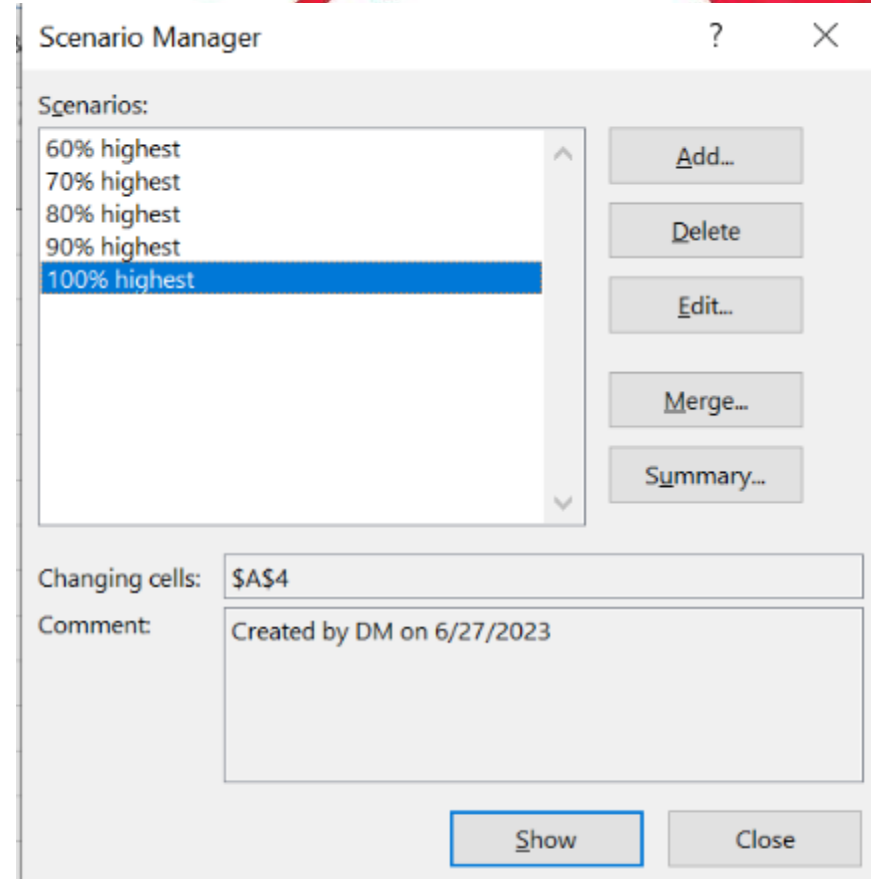 Scenario Manager ?
Scenarios:
60% highest
70% highest
80% highest
90% highest
100% highest
Add...
Delete
Edit...
Merge...
Summary...
Changing cells: $A$4
Comment: Created by DM on 6/27/2023
Show Close